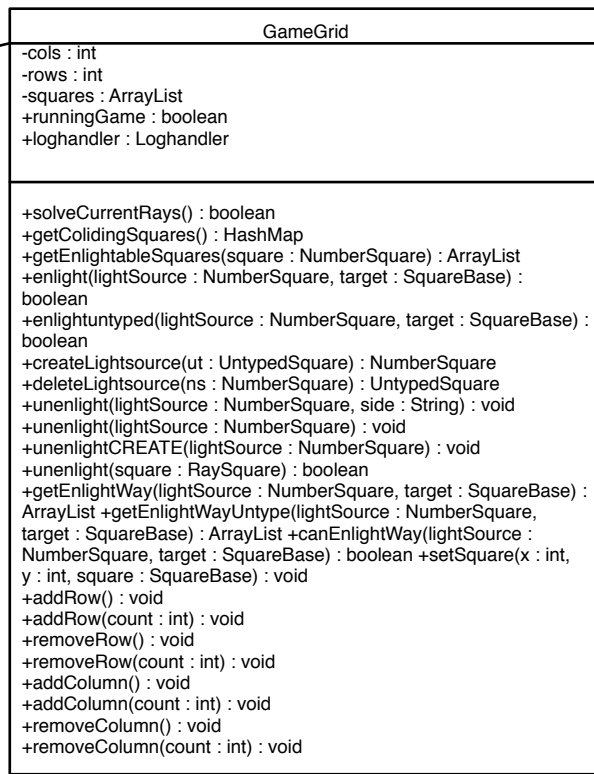 GameGrid
-cols : int
-rows : int
-squares : ArrayList
+runningGame : boolean
+loghandler : Loghandler
+solveCurrentRays() : boolean
+getColidingSquares() : HashMap
+getEnlightableSquares(square : NumberSquare) : ArrayList
+enlight(lightSource : NumberSquare, target : SquareBase) :
boolean
+enlightuntyped(lightSource : NumberSquare, target : SquareBase) :
boolean
+createLightsource(ut : UntypedSquare) : NumberSquare
+deleteLightsource(ns : NumberSquare) : UntypedSquare
+unenlight(lightSource : NumberSquare, side : String) : void
+unenlight(lightSource : NumberSquare) : void
+unenlightCREATE(lightSource : NumberSquare) : void
+unenlight(square : RaySquare) : boolean
+getEnlightWay(lightSource : NumberSquare, target : SquareBase) :
ArrayList +getEnlightWayUntype(lightSource : NumberSquare,
target : SquareBase) : ArrayList +canEnlightWay(lightSource :
NumberSquare, target : SquareBase) : boolean +setSquare(x : int,
y : int, square : SquareBase) : void
+addRow() : void
+addRow(count : int) : void
+removeRow() : void
+removeRow(count : int) : void
+addColumn() : void
+addColumn(count : int) : void
+removeColumn() : void
+removeColumn(count : int) : void